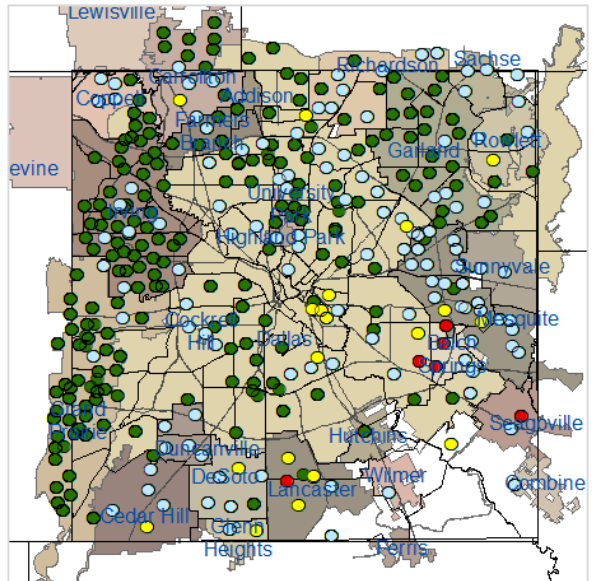 Lewisville
Sachse
Richardson
Carrollton
Coppell
Addison
Farmers
Branch
Rowlett
Garland
evine
University
Park
Irving
Highland Park
Sunnyvale
Cockrell
Hill
Dallas
Mesquite
Balch
Springs
Grand
Prairie
Seagoville
Hutchins
Duncanville
DeSoto
Wilmer
Lancaster
Combine
Cedar Hill
Glenn
Heights
Ferris